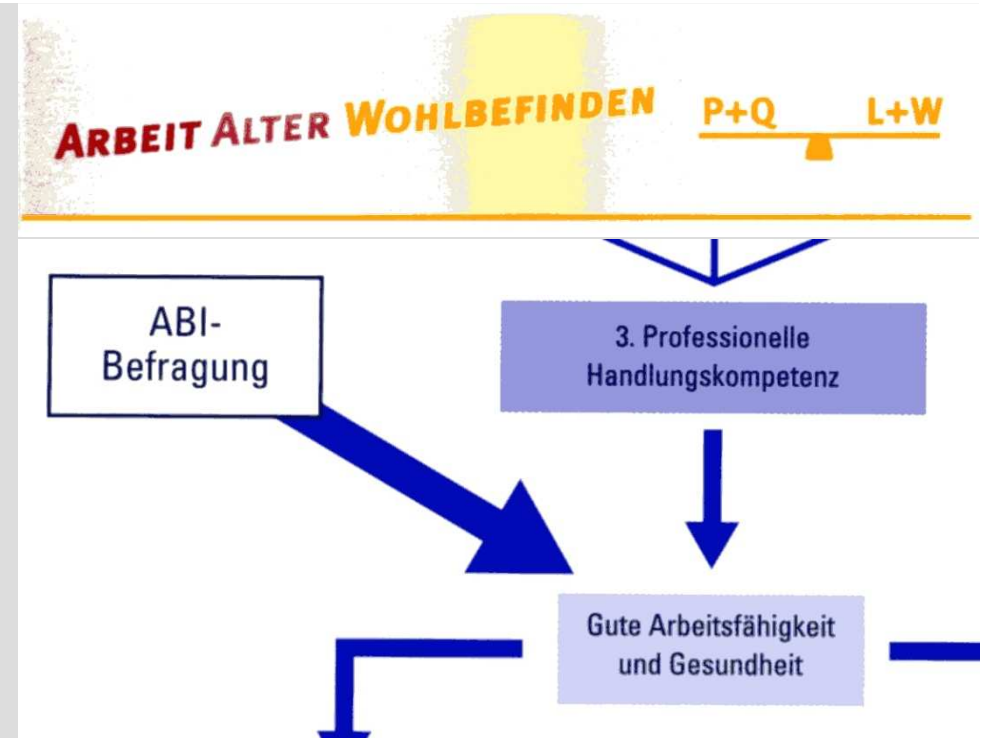 ARBEIT ALTER WOHLBEFINDEN
P+Q L+W
ABI-
Befragung
3. Professionelle
Handlungskompetenz
Gute Arbeitsfähigkeit
und Gesundheit